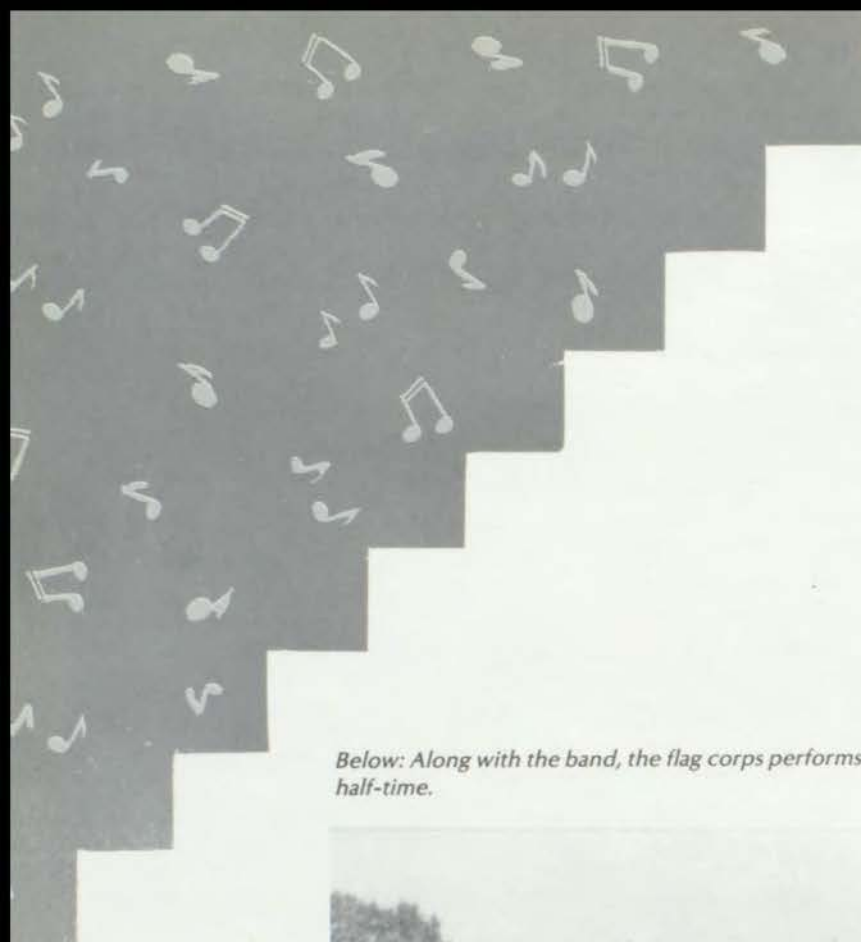 Below: Along with the band, the flag corps performs
half-time.